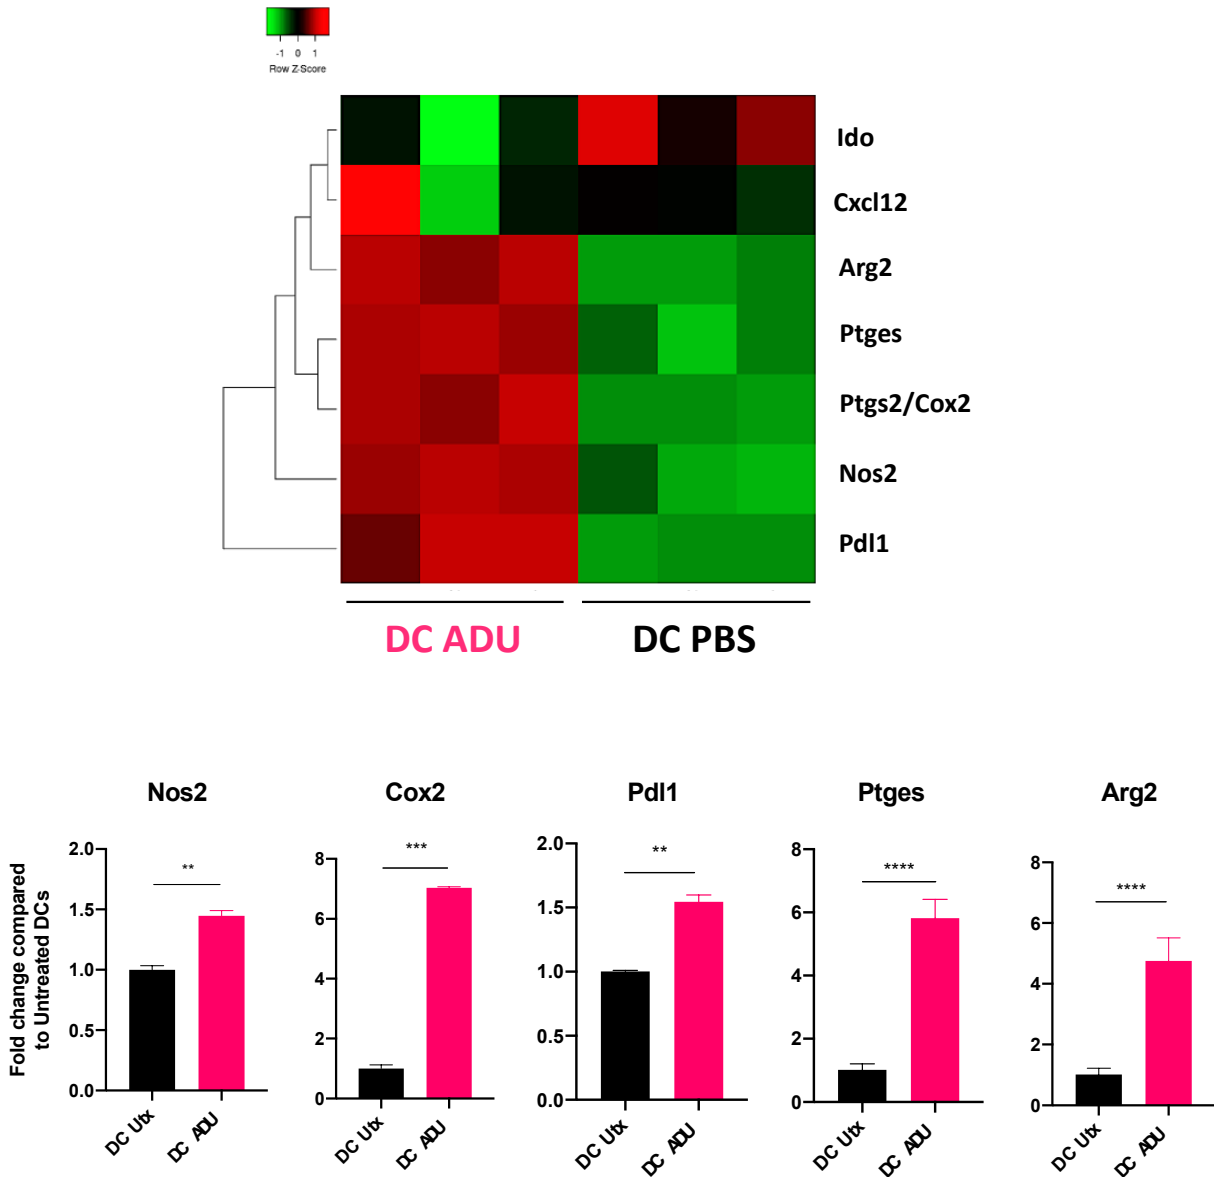 -1 0 1
Row Z-Score
Ido
Cxcl12
Arg2
Ptges
Ptgs2/Cox2
Nos2
Pdl1
DC ADU DC PBS
Nos2 Cox2 Pdl1 Ptges Arg2
Fold change compared
to Untreated DCs
2.0
1.5
1.0
0.5
0.0
**
DC Utx
DC ADU
8
6
4
2
0
***
DC Utx
DC ADU
2.0
1.5
1.0
0.5
0.0
**
DC Utx
DC ADU
8
6
4
2
0
****
DC Utx
DC ADU
8
6
4
2
0
****
DC Utx
DC ADU